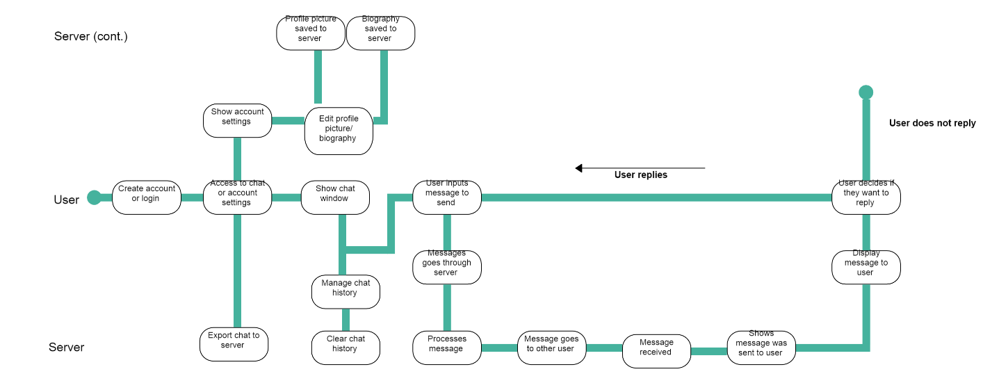 Server (cont.)
Profile picture
saved to
server
Biography
saved to
server
Show account
settings
Edit profile
picture/
biography
User does not reply
User replies
User
Create account
or login
Access to chat
or account
settings
Show chat
window
User inputs
message to
send
User decides if
they want to
reply
Messages
goes through
server
Display
message to
user
Manage chat
history
Server
Export chat to
server
Clear chat
history
Processes
message
Message goes
to other user
Message
received
Shows
message was
sent to user